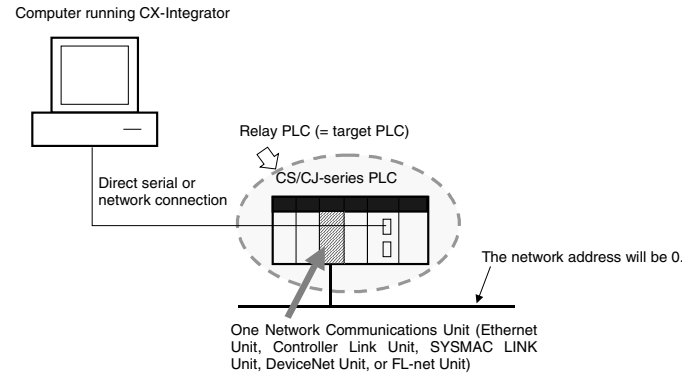 Computer running CX-Integrator
Relay PLC (= target PLC)
CS/CJ-series PLC
Direct serial or
network connection
The network address will be 0.
One Network Communications Unit (Ethernet
Unit, Controller Link Unit, SYSMAC LINK
Unit, DeviceNet Unit, or FL-net Unit)